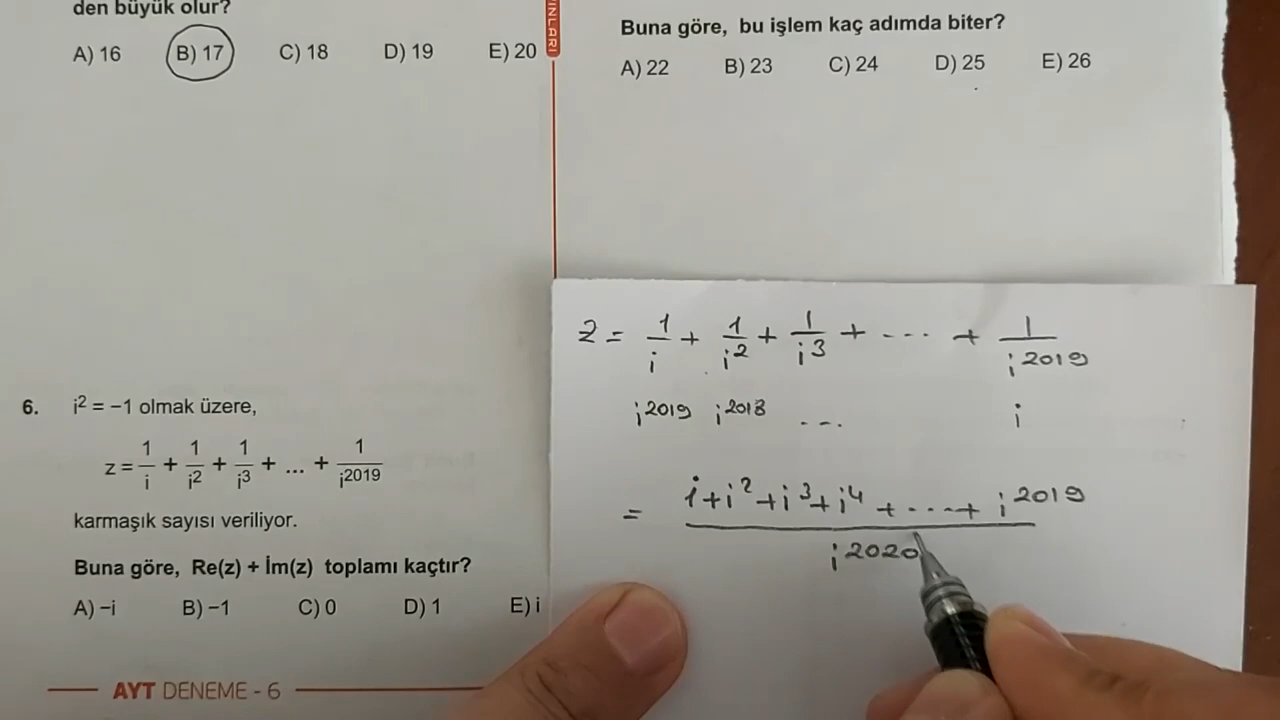 den büyük olur?
A) 16 B) 17 C) 18 D) 19 E) 20
6. i² = −1 olmak üzere,
z = 1/i + 1/i² + 1/i³ + ... + 1/i²⁰¹⁹
karmaşık sayısı veriliyor.
Buna göre, Re(z) + İm(z) toplamı kaçtır?
A) −i B) −1 C) 0 D) 1 E) i
AYT DENEME - 6
INLARI
Buna göre, bu işlem kaç adımda biter?
A) 22 B) 23 C) 24 D) 25 E) 26
z = 1/i + 1/i² + 1/i³ + ... + 1/i²⁰¹⁹
i²⁰¹⁹ i²⁰¹⁸ ... i
= i+i²+i³+i⁴+...+i²⁰¹⁹
i²⁰²⁰